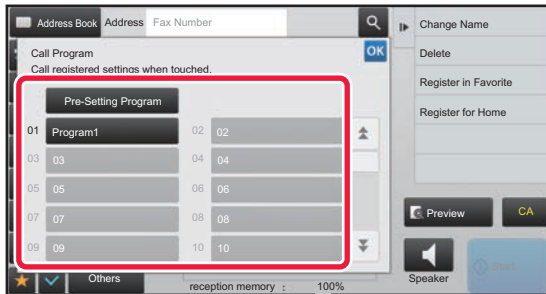 Address Book Address Fax Number
Call Program OK
Call registered settings when touched.
Pre-Setting Program
01 Program1 02 02
03 03 04 04
05 05 06 06
07 07 08 08
09 09 10 10
Others
reception memory : 100%
Change Name
Delete
Register in Favorite
Register for Home
Preview CA
Speaker Start